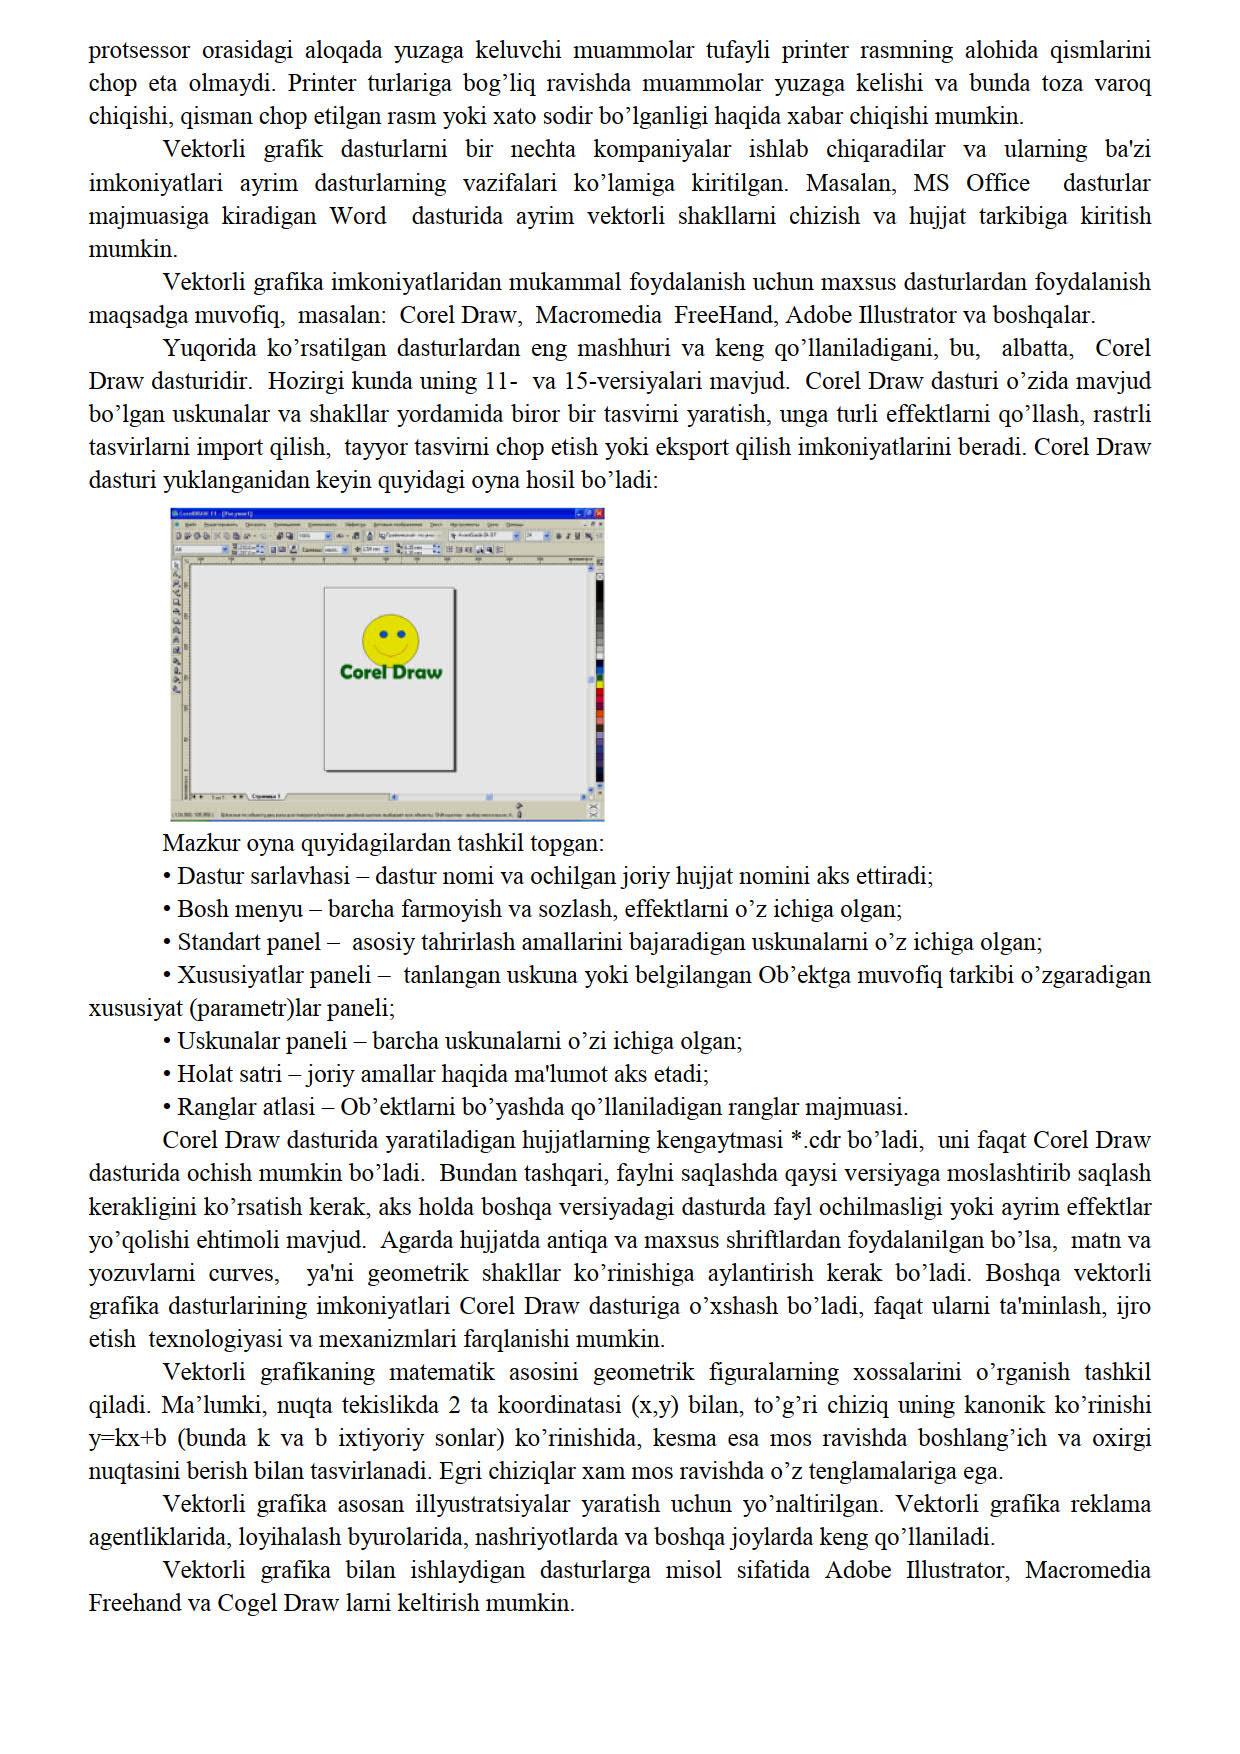 protsessor orasidagi aloqada yuzaga keluvchi muammolar tufayli printer rasmning alohida qismlarini
chop eta olmaydi. Printer turlariga bog’liq ravishda muammolar yuzaga kelishi va bunda toza varoq
chiqishi, qisman chop etilgan rasm yoki xato sodir bo’lganligi haqida xabar chiqishi mumkin.
Vektorli grafik dasturlarni bir nechta kompaniyalar ishlab chiqaradilar va ularning ba'zi
imkoniyatlari ayrim dasturlarning vazifalari ko’lamiga kiritilgan. Masalan, MS Office dasturlar
majmuasiga kiradigan Word dasturida ayrim vektorli shakllarni chizish va hujjat tarkibiga kiritish
mumkin.
Vektorli grafika imkoniyatlaridan mukammal foydalanish uchun maxsus dasturlardan foydalanish
maqsadga muvofiq, masalan: Corel Draw, Macromedia FreeHand, Adobe Illustrator va boshqalar.
Yuqorida ko’rsatilgan dasturlardan eng mashhuri va keng qo’llaniladigani, bu, albatta, Corel
Draw dasturidir. Hozirgi kunda uning 11- va 15-versiyalari mavjud. Corel Draw dasturi o’zida mavjud
bo’lgan uskunalar va shakllar yordamida biror bir tasvirni yaratish, unga turli effektlarni qo’llash, rastrli
tasvirlarni import qilish, tayyor tasvirni chop etish yoki eksport qilish imkoniyatlarini beradi. Corel Draw
dasturi yuklanganidan keyin quyidagi oyna hosil bo’ladi:
Corel Draw
Mazkur oyna quyidagilardan tashkil topgan:
• Dastur sarlavhasi – dastur nomi va ochilgan joriy hujjat nomini aks ettiradi;
• Bosh menyu – barcha farmoyish va sozlash, effektlarni o’z ichiga olgan;
• Standart panel – asosiy tahrirlash amallarini bajaradigan uskunalarni o’z ichiga olgan;
• Xususiyatlar paneli – tanlangan uskuna yoki belgilangan Ob’ektga muvofiq tarkibi o’zgaradigan
xususiyat (parametr)lar paneli;
• Uskunalar paneli – barcha uskunalarni o’zi ichiga olgan;
• Holat satri – joriy amallar haqida ma'lumot aks etadi;
• Ranglar atlasi – Ob’ektlarni bo’yashda qo’llaniladigan ranglar majmuasi.
Corel Draw dasturida yaratiladigan hujjatlarning kengaytmasi *.cdr bo’ladi, uni faqat Corel Draw
dasturida ochish mumkin bo’ladi. Bundan tashqari, faylni saqlashda qaysi versiyaga moslashtirib saqlash
kerakligini ko’rsatish kerak, aks holda boshqa versiyadagi dasturda fayl ochilmasligi yoki ayrim effektlar
yo’qolishi ehtimoli mavjud. Agarda hujjatda antiqa va maxsus shriftlardan foydalanilgan bo’lsa, matn va
yozuvlarni curves, ya'ni geometrik shakllar ko’rinishiga aylantirish kerak bo’ladi. Boshqa vektorli
grafika dasturlarining imkoniyatlari Corel Draw dasturiga o’xshash bo’ladi, faqat ularni ta'minlash, ijro
etish texnologiyasi va mexanizmlari farqlanishi mumkin.
Vektorli grafikaning matematik asosini geometrik figuralarning xossalarini o’rganish tashkil
qiladi. Ma’lumki, nuqta tekislikda 2 ta koordinatasi (x,y) bilan, to’g’ri chiziq uning kanonik ko’rinishi
y=kx+b (bunda k va b ixtiyoriy sonlar) ko’rinishida, kesma esa mos ravishda boshlang’ich va oxirgi
nuqtasini berish bilan tasvirlanadi. Egri chiziqlar xam mos ravishda o’z tenglamalariga ega.
Vektorli grafika asosan illyustratsiyalar yaratish uchun yo’naltirilgan. Vektorli grafika reklama
agentliklarida, loyihalash byurolarida, nashriyotlarda va boshqa joylarda keng qo’llaniladi.
Vektorli grafika bilan ishlaydigan dasturlarga misol sifatida Adobe Illustrator, Macromedia
Freehand va Cogel Draw larni keltirish mumkin.